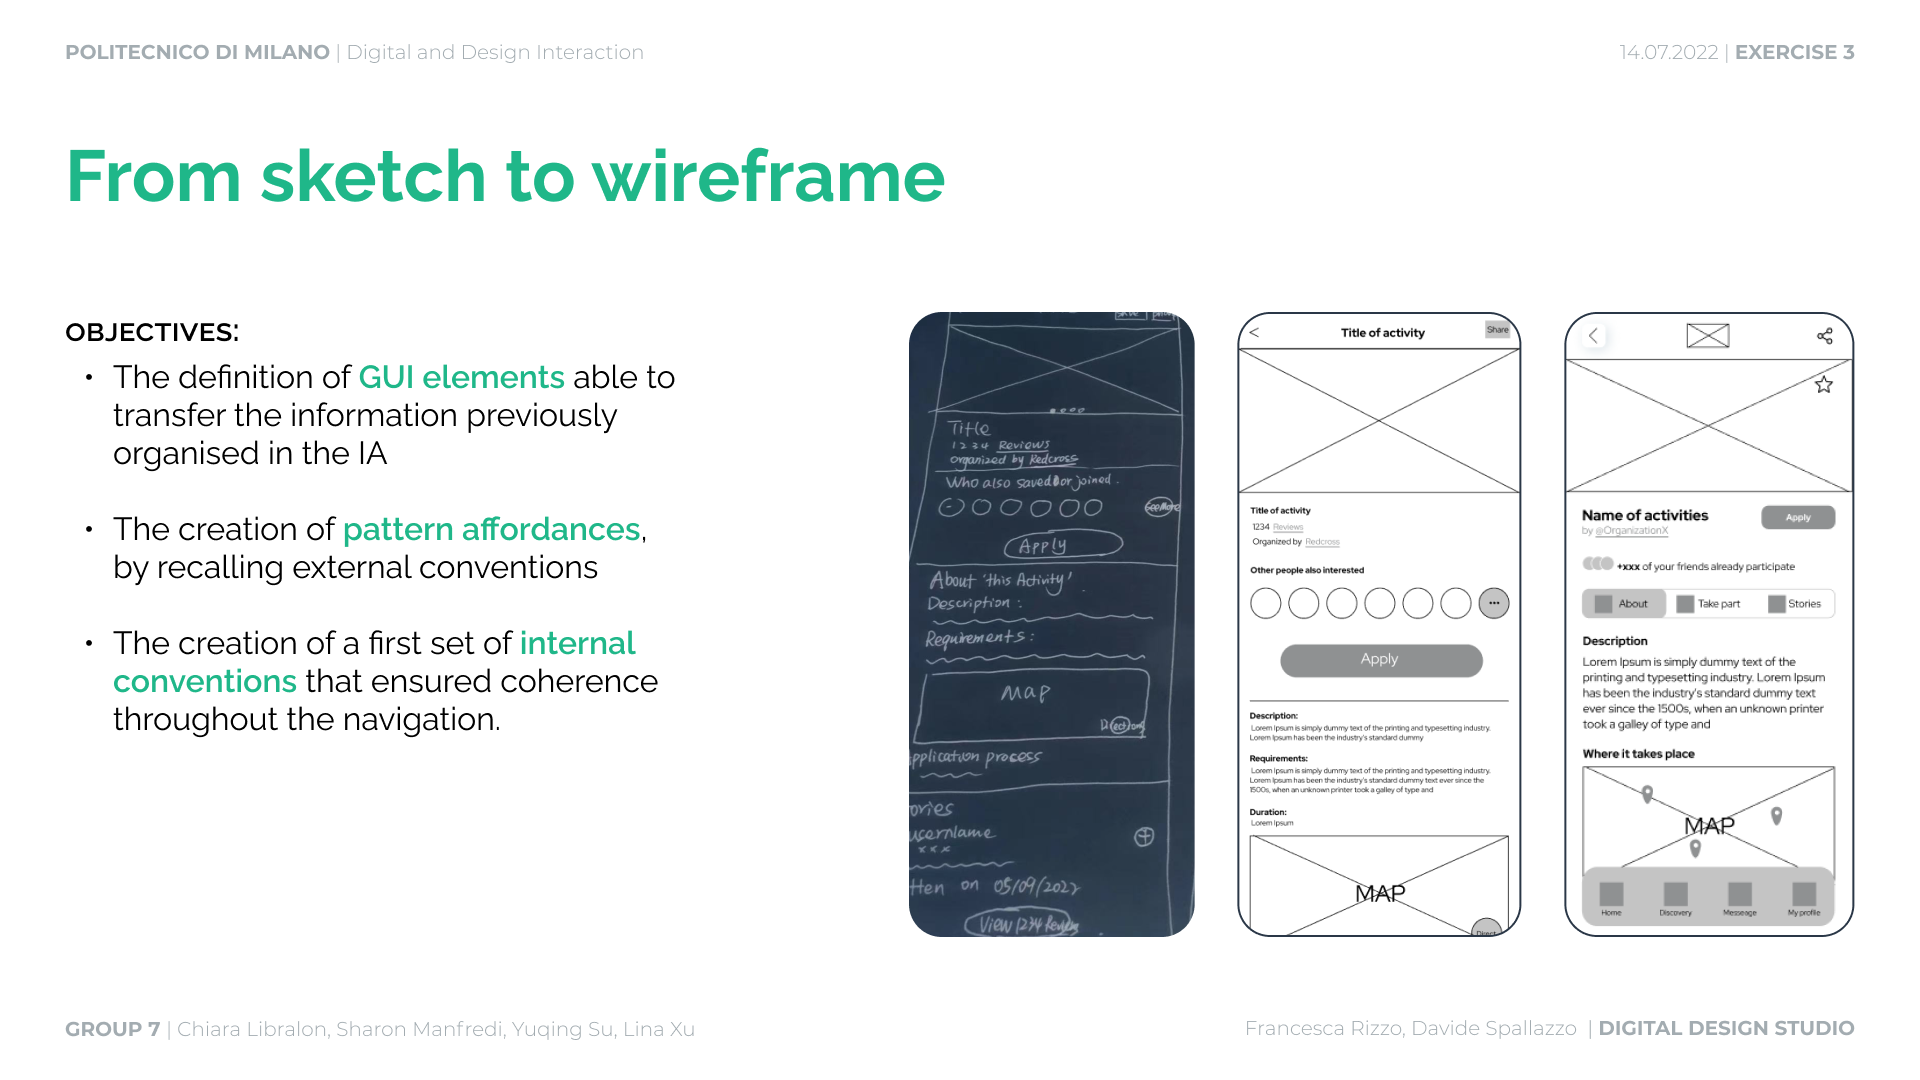 POLITECNICO DI MILANO | Digital and Design Interaction
14.07.2022 | EXERCISE 3
From sketch to wireframe
OBJECTIVES:
• The definition of GUI elements able to
transfer the information previously
organised in the IA
• The creation of pattern affordances,
by recalling external conventions
• The creation of a first set of internal
conventions that ensured coherence
throughout the navigation.
Title
1234 Reviews
organized by Redcross
Who also saved or joined.
See More
Apply
About 'this Activity'
Description:
Requirements:
Map
Direction
pplication process
ories
username
xxx
tten on 05/09/2022
View 1234 Reviews
< Title of activity Share
Title of activity
1234 Reviews
Organized by Redcross
Other people also interested
...
Apply
Description:
Lorem Ipsum is simply dummy text of the printing and typesetting industry.
Lorem Ipsum has been the industry's standard dummy
Requirements:
Lorem Ipsum is simply dummy text of the printing and typesetting industry.
Lorem Ipsum has been the industry's standard dummy text ever since the
1500s, when an unknown printer took a galley of type and
Duration:
Lorem Ipsum
MAP
Direct
Name of activities
Apply
by @OrganizationX
+xxx of your friends already participate
About Take part Stories
Description
Lorem Ipsum is simply dummy text of the
printing and typesetting industry. Lorem Ipsum
has been the industry's standard dummy text
ever since the 1500s, when an unknown printer
took a galley of type and
Where it takes place
MAP
Home Discovery Messeage My profile
GROUP 7 | Chiara Libralon, Sharon Manfredi, Yuqing Su, Lina Xu
Francesca Rizzo, Davide Spallazzo | DIGITAL DESIGN STUDIO